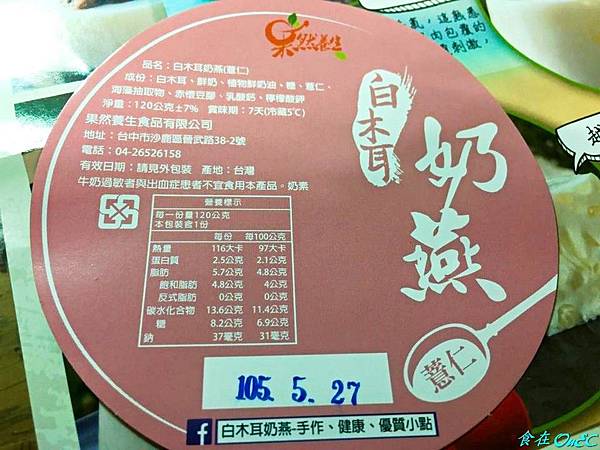 果然養生
品名：白木耳奶燕(薏仁)
成份：白木耳、鮮奶、植物鮮奶油、糖、薏仁、
海藻抽取物、赤槐豆膠、乳酸鈣、檸檬酸鉀
淨重：120公克±7%　賞味期：7天(冷藏5℃)
果然養生食品有限公司
地址：台中市沙鹿區晉武路38-2號
電話：04-26526158
有效日期：請見外包裝　產地：台灣
牛奶過敏者與出血症患者不宜食用本產品。奶素
營養標示
每一份量120公克
本包裝含1份
每份　每100公克
熱量　116大卡　97大卡
蛋白質　2.5公克　2.1公克
脂肪　5.7公克　4.8公克
飽和脂肪　4.8公克　4公克
反式脂肪　0公克　0公克
碳水化合物　13.6公克　11.4公克
糖　8.2公克　6.9公克
鈉　37毫克　31毫克
白木耳
奶燕
薏仁
105. 5. 27
f 白木耳奶燕-手作、健康、優質小點
食在OnEC